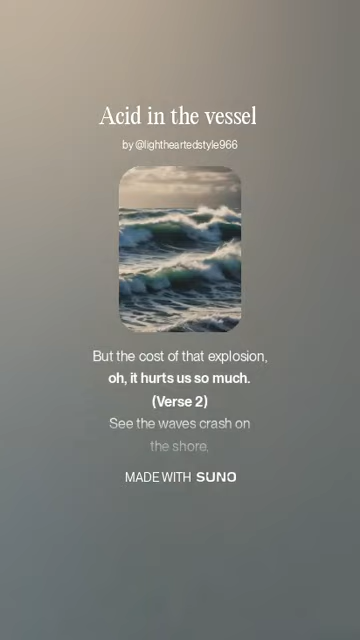 Acid in the vessel
by @lightheartedstyle966
But the cost of that explosion,
oh, it hurts us so much.
(Verse 2)
See the waves crash on
the shore,
MADE WITH SUNO